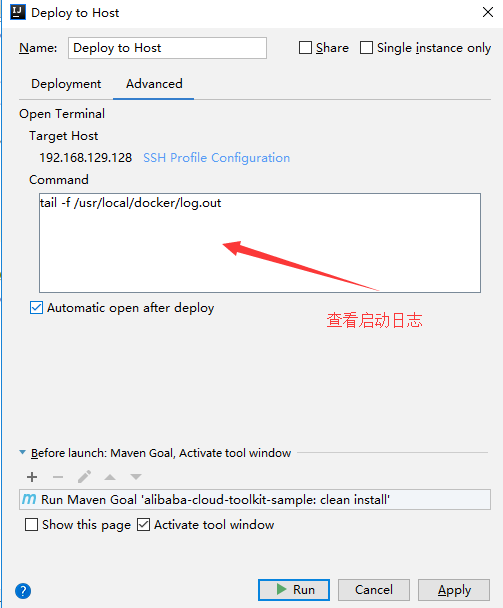 Deploy to Host
Name: Deploy to Host Share Single instance only
Deployment Advanced
Open Terminal
Target Host
192.168.129.128 SSH Profile Configuration
Command
tail -f /usr/local/docker/log.out
Automatic open after deploy
查看启动日志
Before launch: Maven Goal, Activate tool window
Run Maven Goal 'alibaba-cloud-toolkit-sample: clean install'
Show this page Activate tool window
? Run Cancel Apply